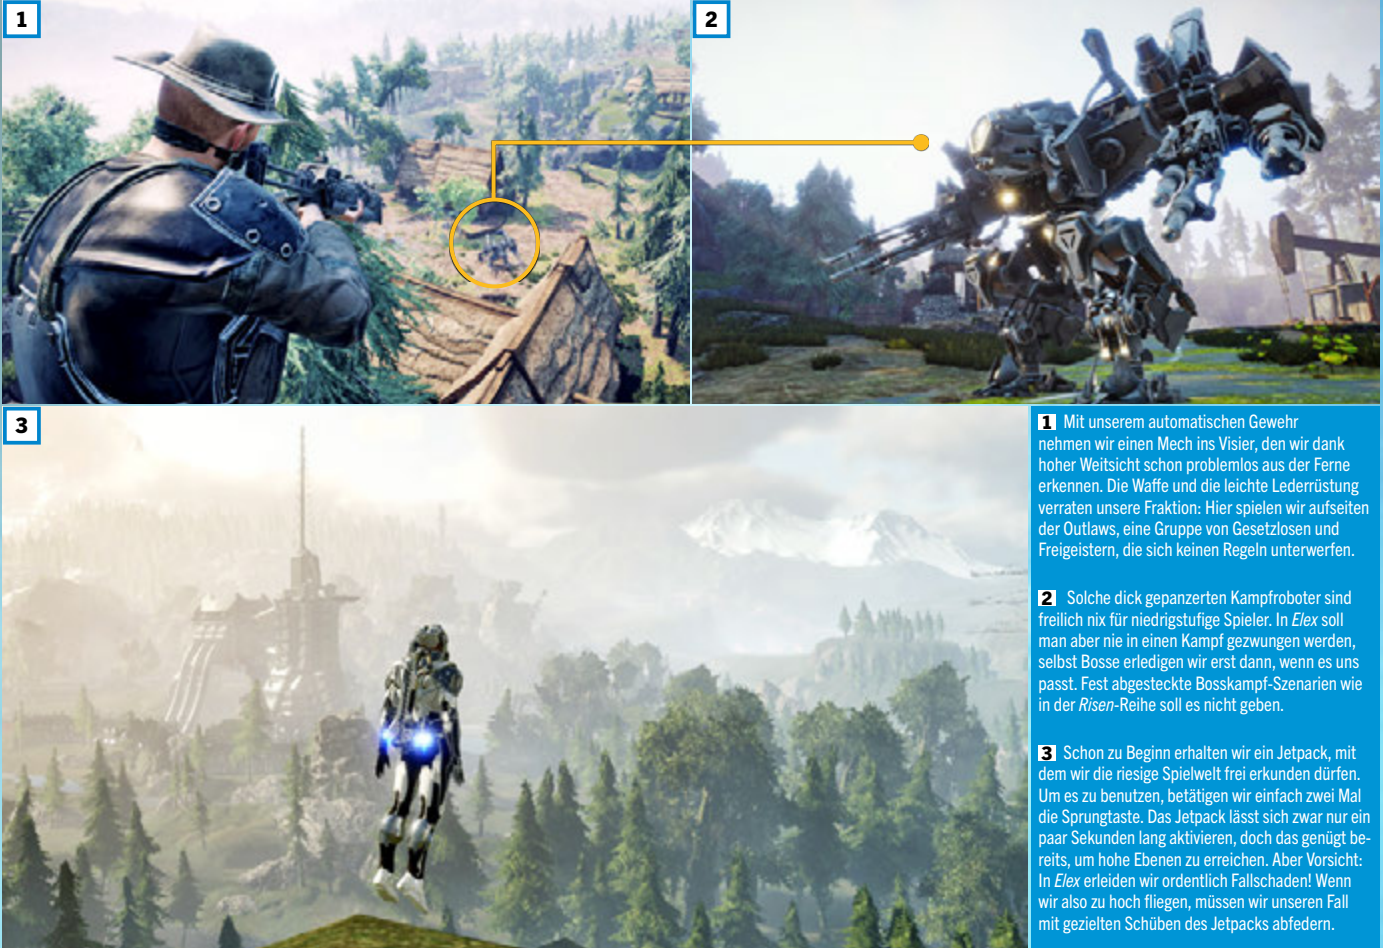 1
2
3
1 Mit unserem automatischen Gewehr
nehmen wir einen Mech ins Visier, den wir dank
hoher Weitsicht schon problemlos aus der Ferne
erkennen. Die Waffe und die leichte Lederrüstung
verraten unsere Fraktion: Hier spielen wir aufseiten
der Outlaws, eine Gruppe von Gesetzlosen und
Freigeistern, die sich keinen Regeln unterwerfen.
2 Solche dick gepanzerten Kampfroboter sind
freilich nix für niedrigstufige Spieler. In Elex soll
man aber nie in einen Kampf gezwungen werden,
selbst Bosse erledigen wir erst dann, wenn es uns
passt. Fest abgesteckte Bosskampf-Szenarien wie
in der Risen-Reihe soll es nicht geben.
3 Schon zu Beginn erhalten wir ein Jetpack, mit
dem wir die riesige Spielwelt frei erkunden dürfen.
Um es zu benutzen, betätigen wir einfach zwei Mal
die Sprungtaste. Das Jetpack lässt sich zwar nur ein
paar Sekunden lang aktivieren, doch das genügt be-
reits, um hohe Ebenen zu erreichen. Aber Vorsicht:
In Elex erleiden wir ordentlich Fallschaden! Wenn
wir also zu hoch fliegen, müssen wir unseren Fall
mit gezielten Schüben des Jetpacks abfedern.